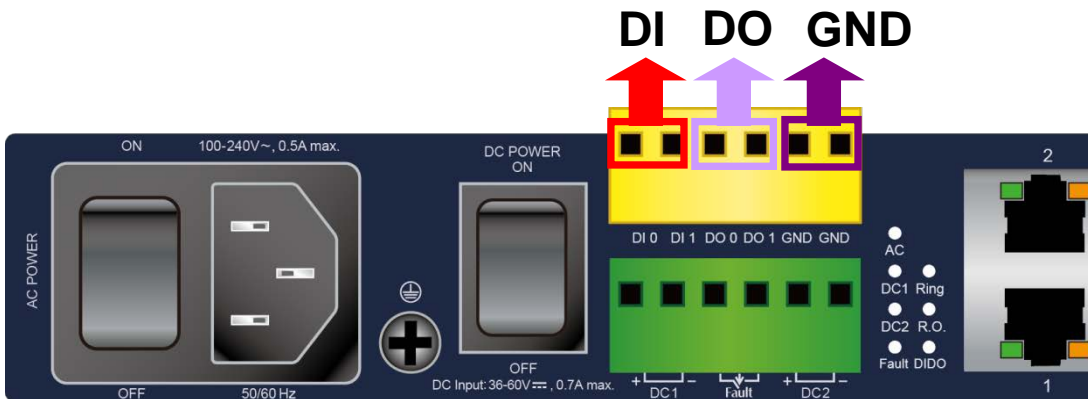 DI DO GND
ON 100-240V~, 0.5A max.
DC POWER
ON
2
AC POWER
DI 0 DI 1 DO 0 DO 1 GND GND
AC
DC1 Ring
DC2 R.O.
Fault DIDO
OFF
DC Input: 36-60V⎓, 0.7A max.
+ − + −
DC1 Fault DC2
OFF 50/60 Hz
1